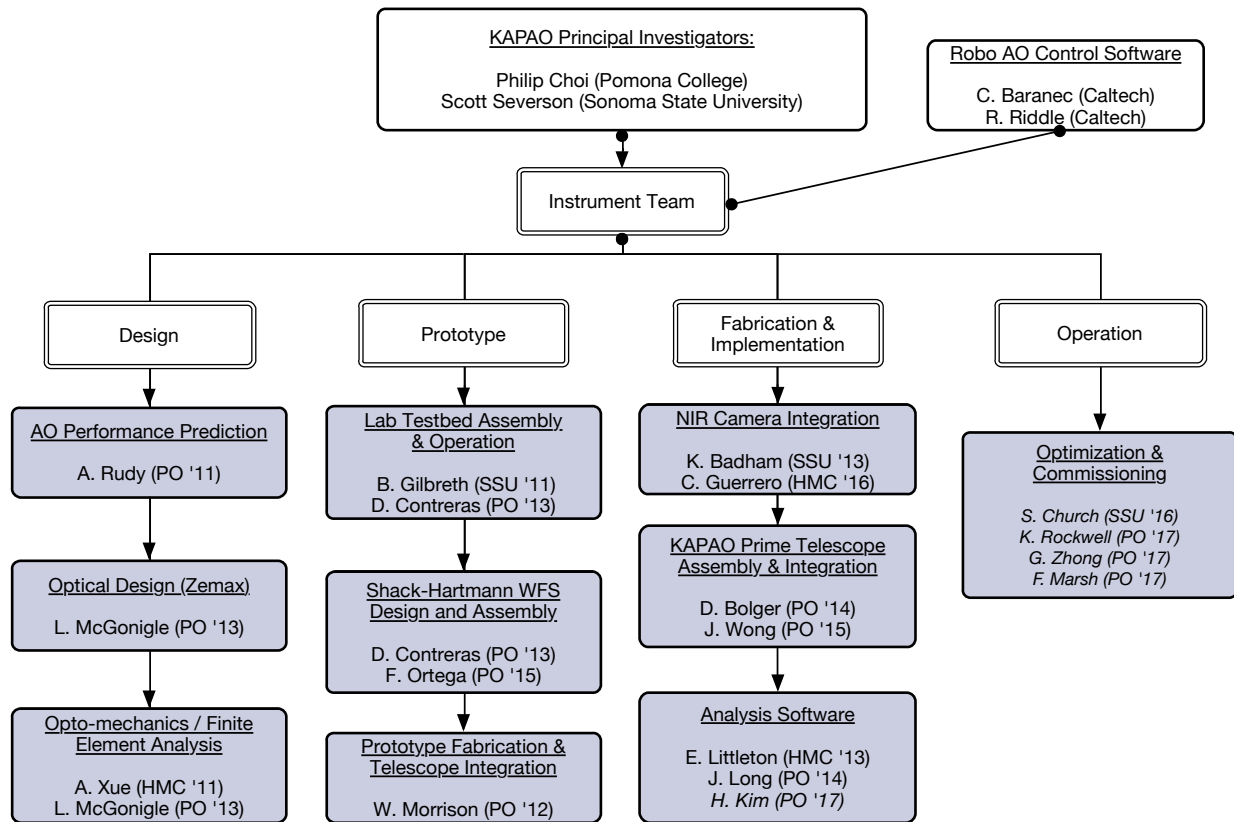 KAPAO Principal Investigators:
Philip Choi (Pomona College)
Scott Severson (Sonoma State University)
Robo AO Control Software
C. Baranec (Caltech)
R. Riddle (Caltech)
Instrument Team
Design
Prototype
Fabrication &
Implementation
Operation
AO Performance Prediction
A. Rudy (PO '11)
Optical Design (Zemax)
L. McGonigle (PO '13)
Opto-mechanics / Finite
Element Analysis
A. Xue (HMC '11)
L. McGonigle (PO '13)
Lab Testbed Assembly
& Operation
B. Gilbreth (SSU '11)
D. Contreras (PO '13)
Shack-Hartmann WFS
Design and Assembly
D. Contreras (PO '13)
F. Ortega (PO '15)
Prototype Fabrication &
Telescope Integration
W. Morrison (PO '12)
NIR Camera Integration
K. Badham (SSU '13)
C. Guerrero (HMC '16)
KAPAO Prime Telescope
Assembly & Integration
D. Bolger (PO '14)
J. Wong (PO '15)
Analysis Software
E. Littleton (HMC '13)
J. Long (PO '14)
H. Kim (PO '17)
Optimization &
Commissioning
S. Church (SSU '16)
K. Rockwell (PO '17)
G. Zhong (PO '17)
F. Marsh (PO '17)